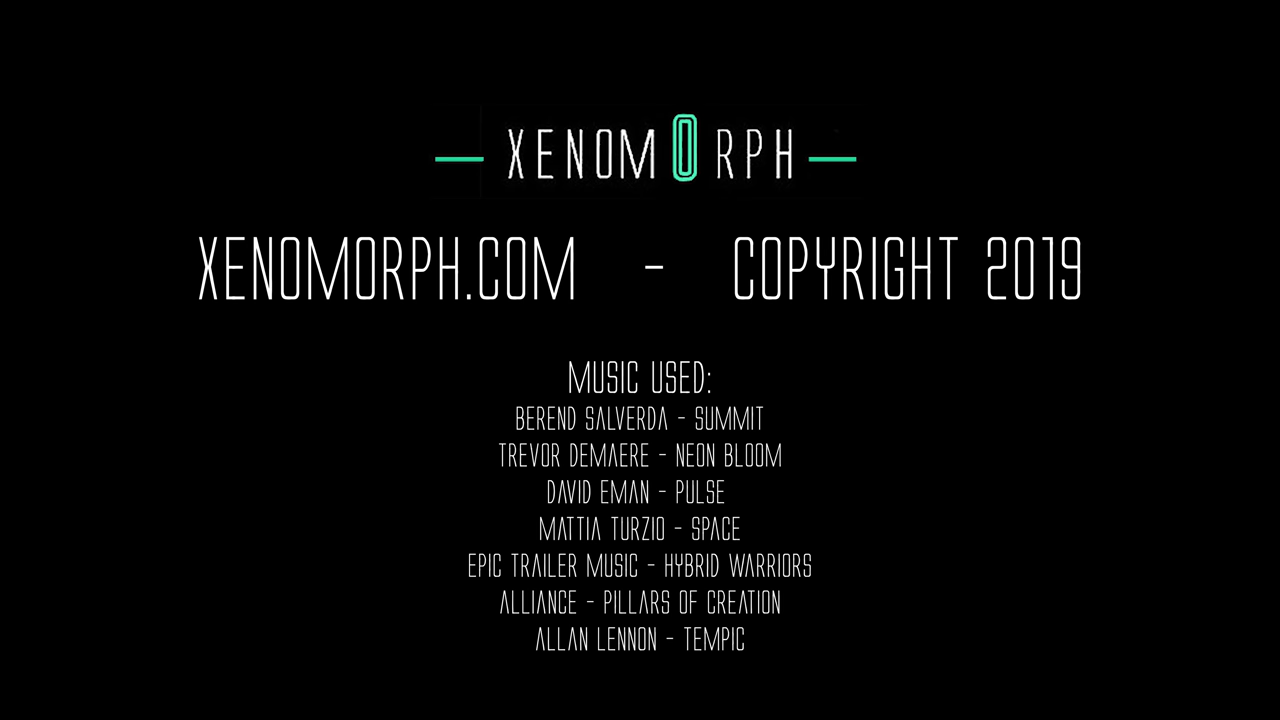 — XENOMORPH —
XENOMORPH.COM - COPYRIGHT 2019
MUSIC USED:
BEREND SALVERDA - SUMMIT
TREVOR DEMAERE - NEON BLOOM
DAVID EMAN - PULSE
MATTIA TURZIO - SPACE
EPIC TRAILER MUSIC - HYBRID WARRIORS
ALLIANCE - PILLARS OF CREATION
ALLAN LENNON - TEMPIC